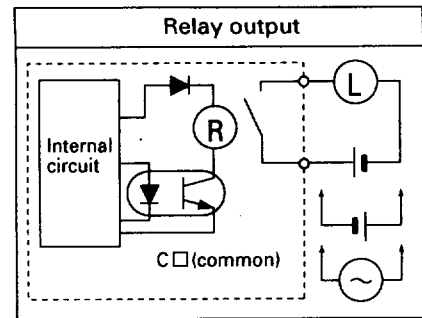 Relay output
L
R
Internal
circuit
C□(common)